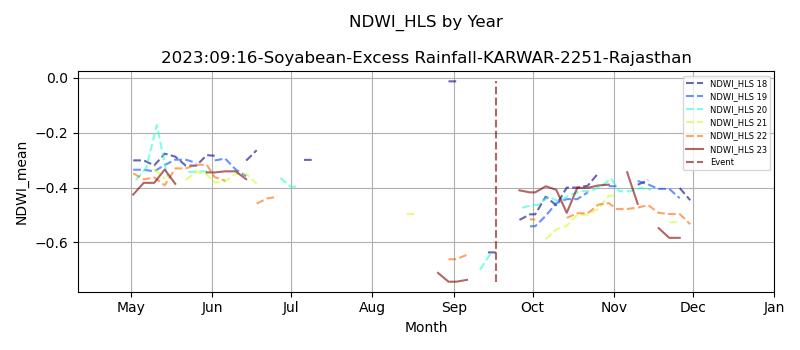 NDWI_HLS by Year
2023:09:16-Soyabean-Excess Rainfall-KARWAR-2251-Rajasthan
NDWI_mean
0.0
−0.2
−0.4
−0.6
NDWI_HLS 18
NDWI_HLS 19
NDWI_HLS 20
NDWI_HLS 21
NDWI_HLS 22
NDWI_HLS 23
Event
May Jun Jul Aug Sep Oct Nov Dec Jan
Month